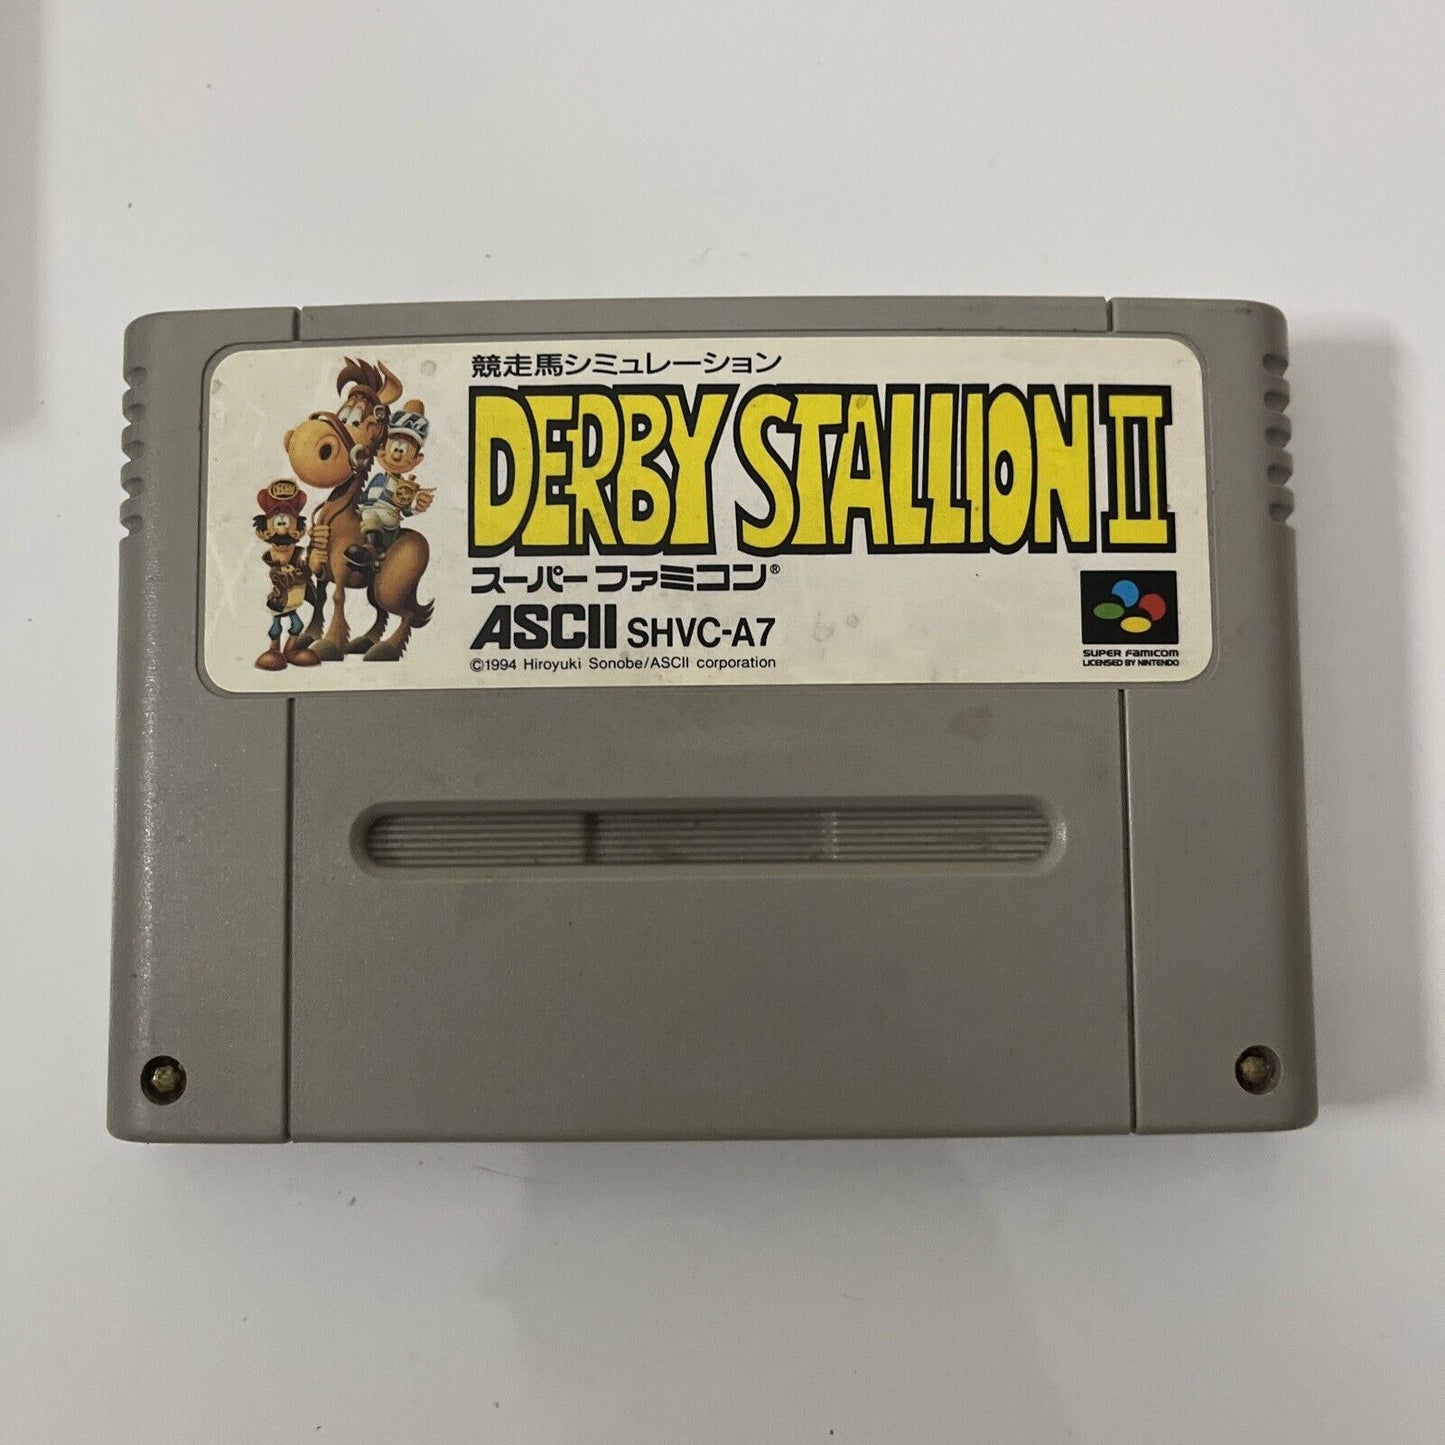 競走馬シミュレーション
DERBY STALLION II
スーパーファミコン®
ASCII SHVC-A7
©1994 Hiroyuki Sonobe/ASCII corporation
SUPER FAMICOM
LICENSED BY NINTENDO
DERBY